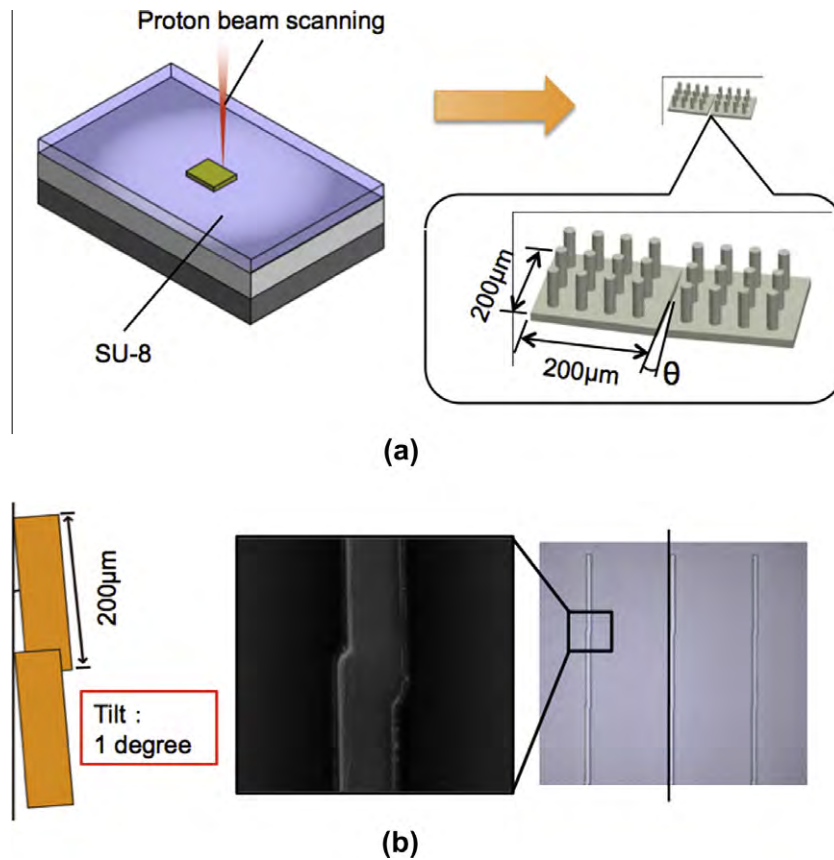 Proton beam scanning
SU-8
200µm
200µm
θ
(a)
200µm
Tilt :
1 degree
(b)